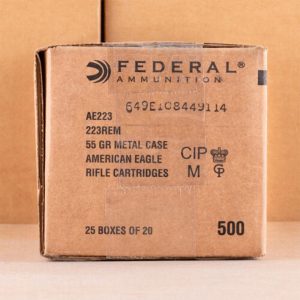 FEDERAL®
AMMUNITION
649E108449114
AE223
223REM
55 GR METAL CASE
AMERICAN EAGLE
RIFLE CARTRIDGES
CIP
M
25 BOXES OF 20
500